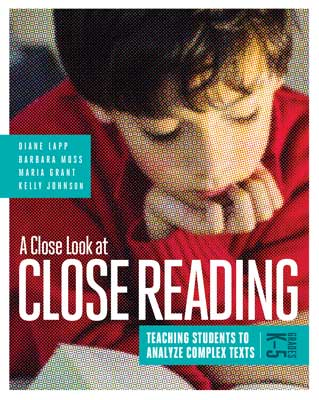 DIANE LAPP
BARBARA MOSS
MARIA GRANT
KELLY JOHNSON
A Close Look at
CLOSE READING
TEACHING STUDENTS TO
ANALYZE COMPLEX TEXTS
GRADES
K–5